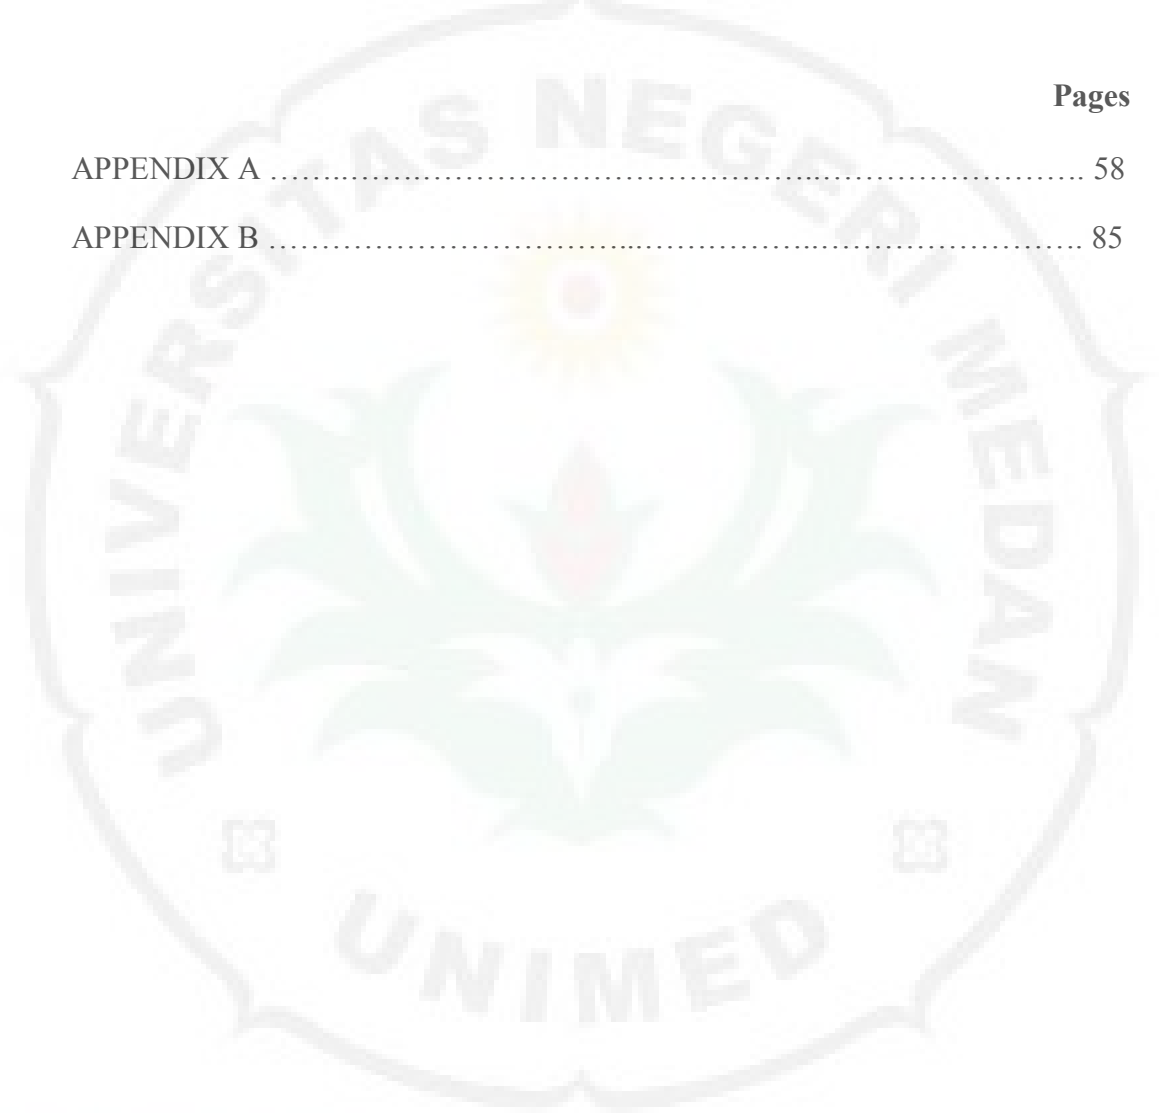 Pages
APPENDIX A ……..…….…………………………….……...…………………………. 58
APPENDIX B ……………………………...…………………………………………. 85
UNIVERSITAS NEGERI MEDAN
UNIMED